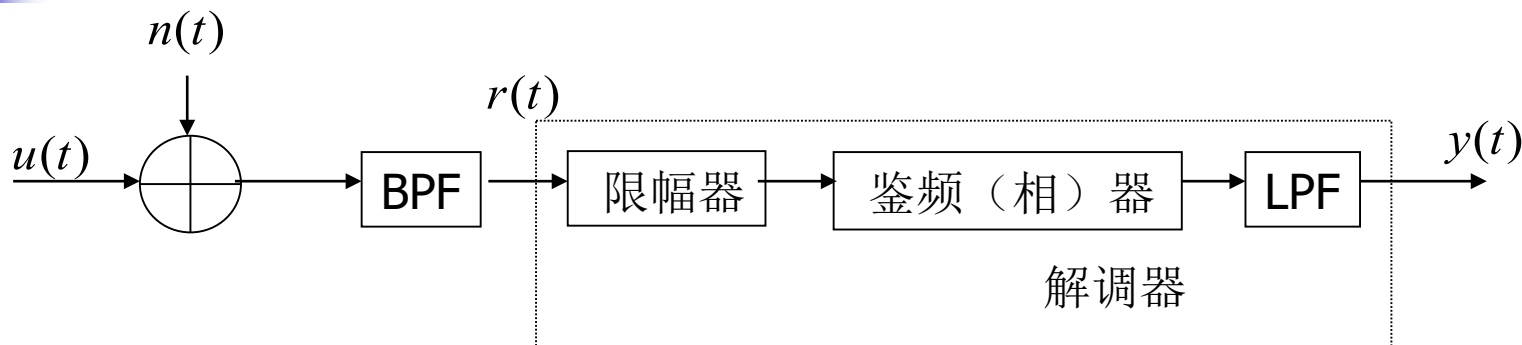 n(t)
r(t)
u(t)
BPF
限幅器
鉴频（相）器
LPF
y(t)
解调器